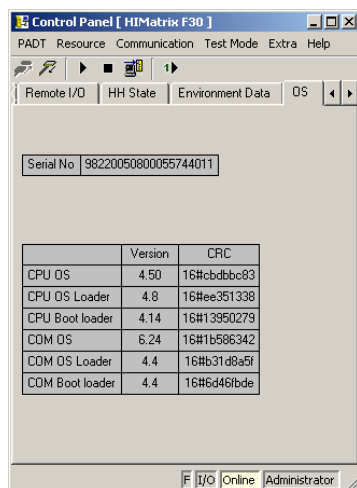 Control Panel [ HIMatrix F30 ]
PADT Resource Communication Test Mode Extra Help
Remote I/O HH State Environment Data OS
Serial No 98220050800055744011
Version CRC
CPU OS 4.50 16#cbdbbc83
CPU OS Loader 4.8 16#ee351338
CPU Boot loader 4.14 16#13950279
COM OS 6.24 16#1b586342
COM OS Loader 4.4 16#b31d8a5f
COM Boot loader 4.4 16#6d46fbde
F I/O Online Administrator